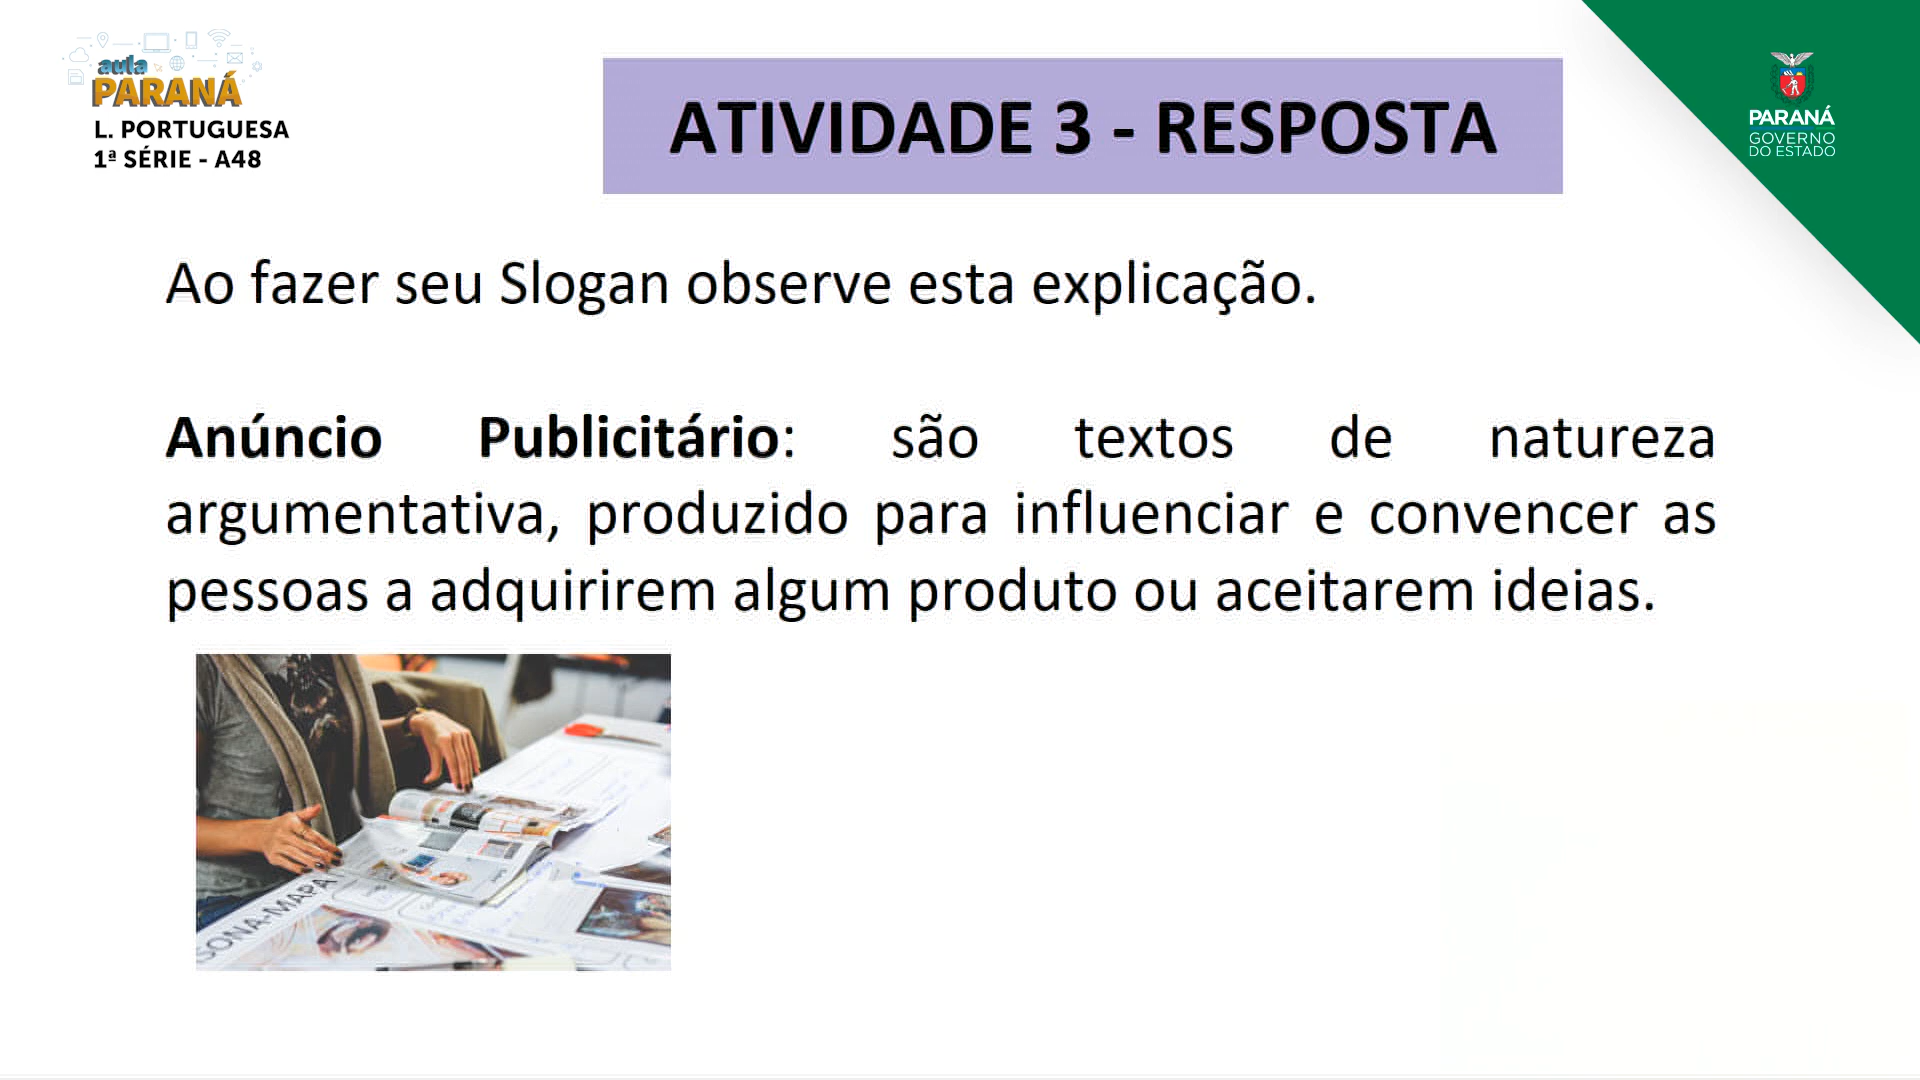 aula
PARANÁ
L. PORTUGUESA
1ª SÉRIE - A48
ATIVIDADE 3 - RESPOSTA
PARANÁ
GOVERNO
DO ESTADO
Ao fazer seu Slogan observe esta explicação.
Anúncio Publicitário: são textos de natureza
argumentativa, produzido para influenciar e convencer as
pessoas a adquirirem algum produto ou aceitarem ideias.
SONA-MAPA